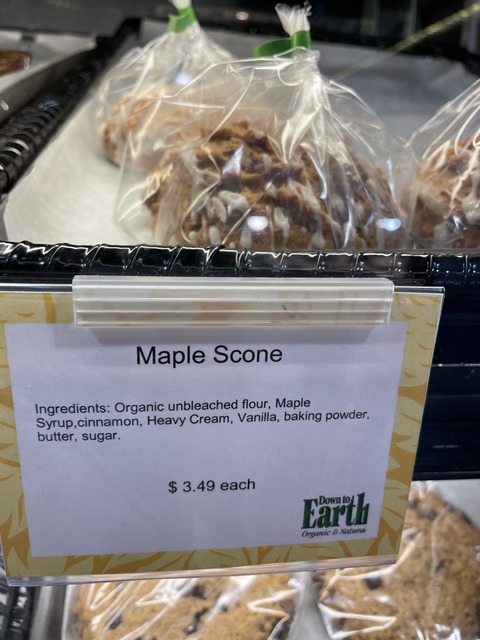 Maple Scone
Ingredients: Organic unbleached flour, Maple
Syrup,cinnamon, Heavy Cream, Vanilla, baking powder,
butter, sugar.
$ 3.49 each
Down to
Earth
Organic & Natural